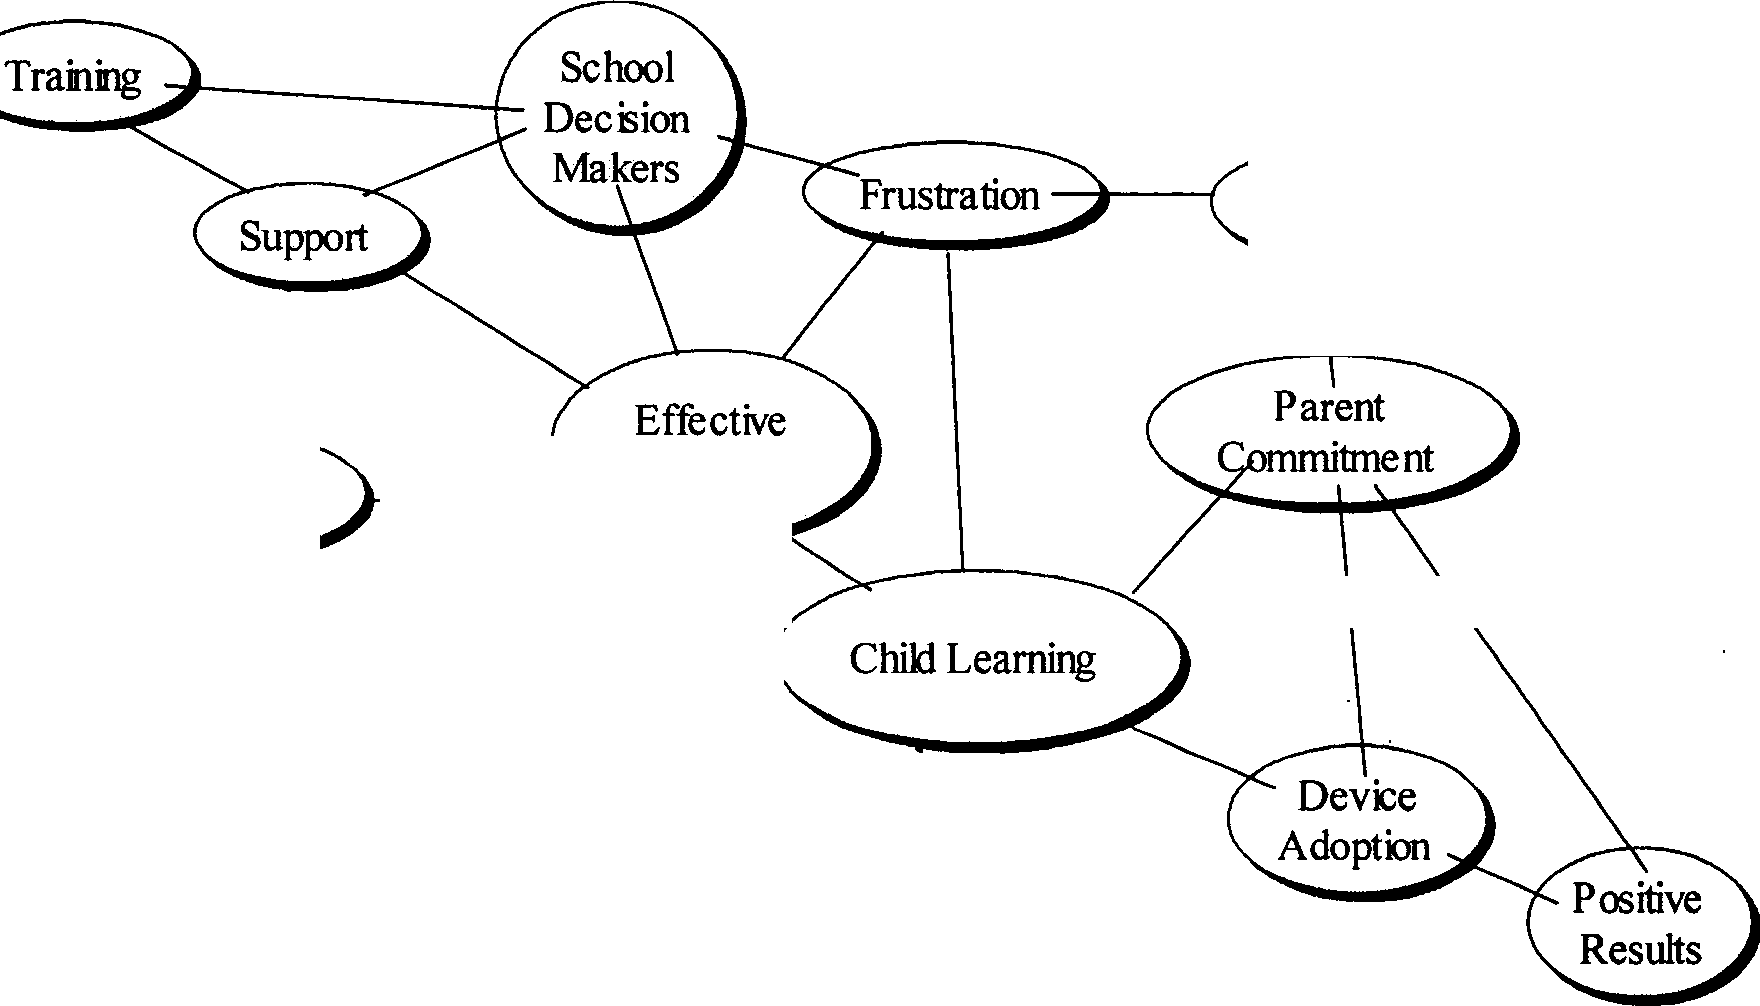 Training
School
Decision
Makers
Support
Frustration
Effective
Parent
Commitment
Child Learning
Device
Adoption
Positive
Results